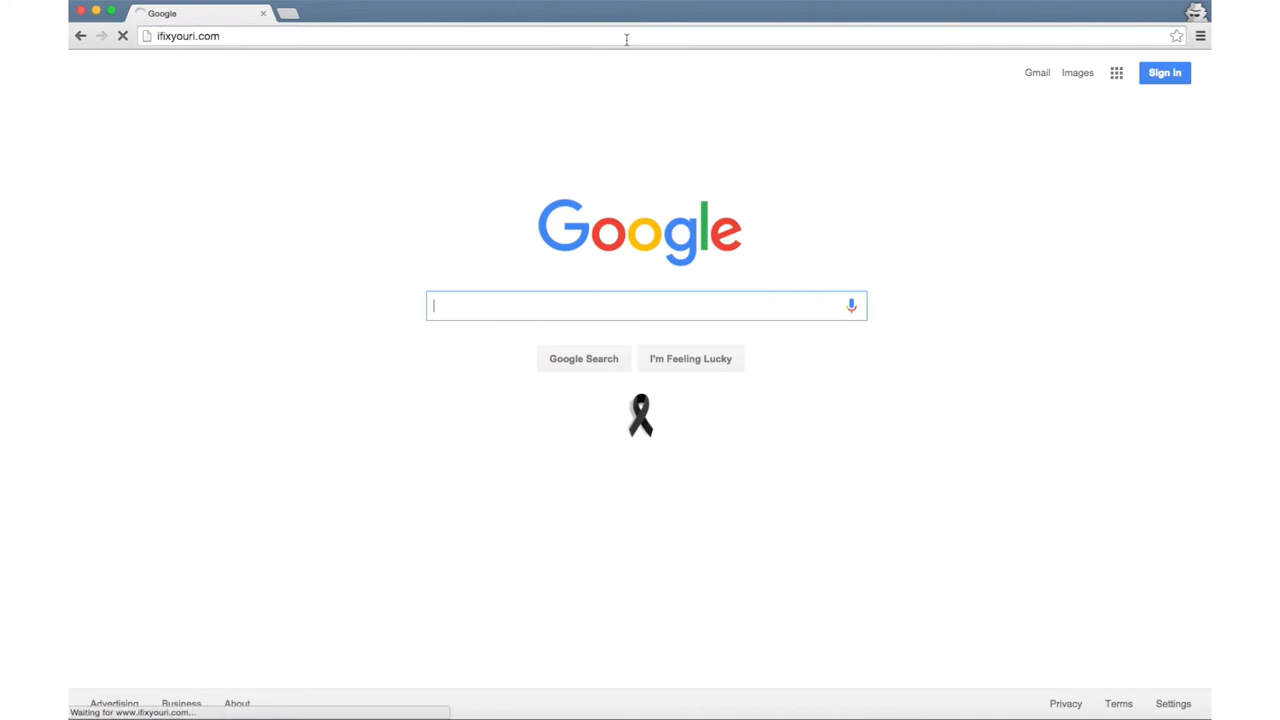 Google
ifixyouri.com
Gmail Images Sign in
Google
Google Search I'm Feeling Lucky
Advertising Business About Privacy Terms Settings
Waiting for www.ifixyouri.com...